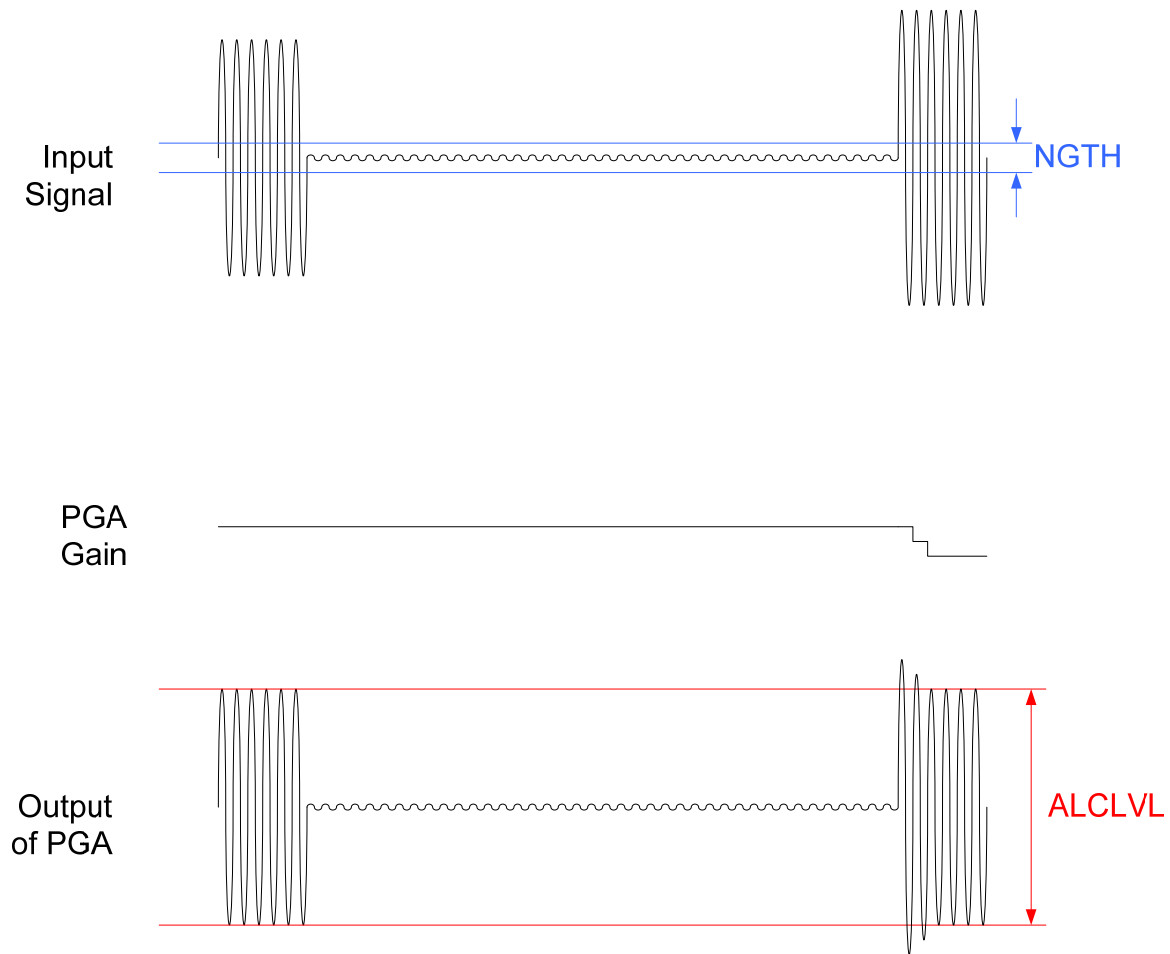 Input
Signal
NGTH
PGA
Gain
Output
of PGA
ALCLVL